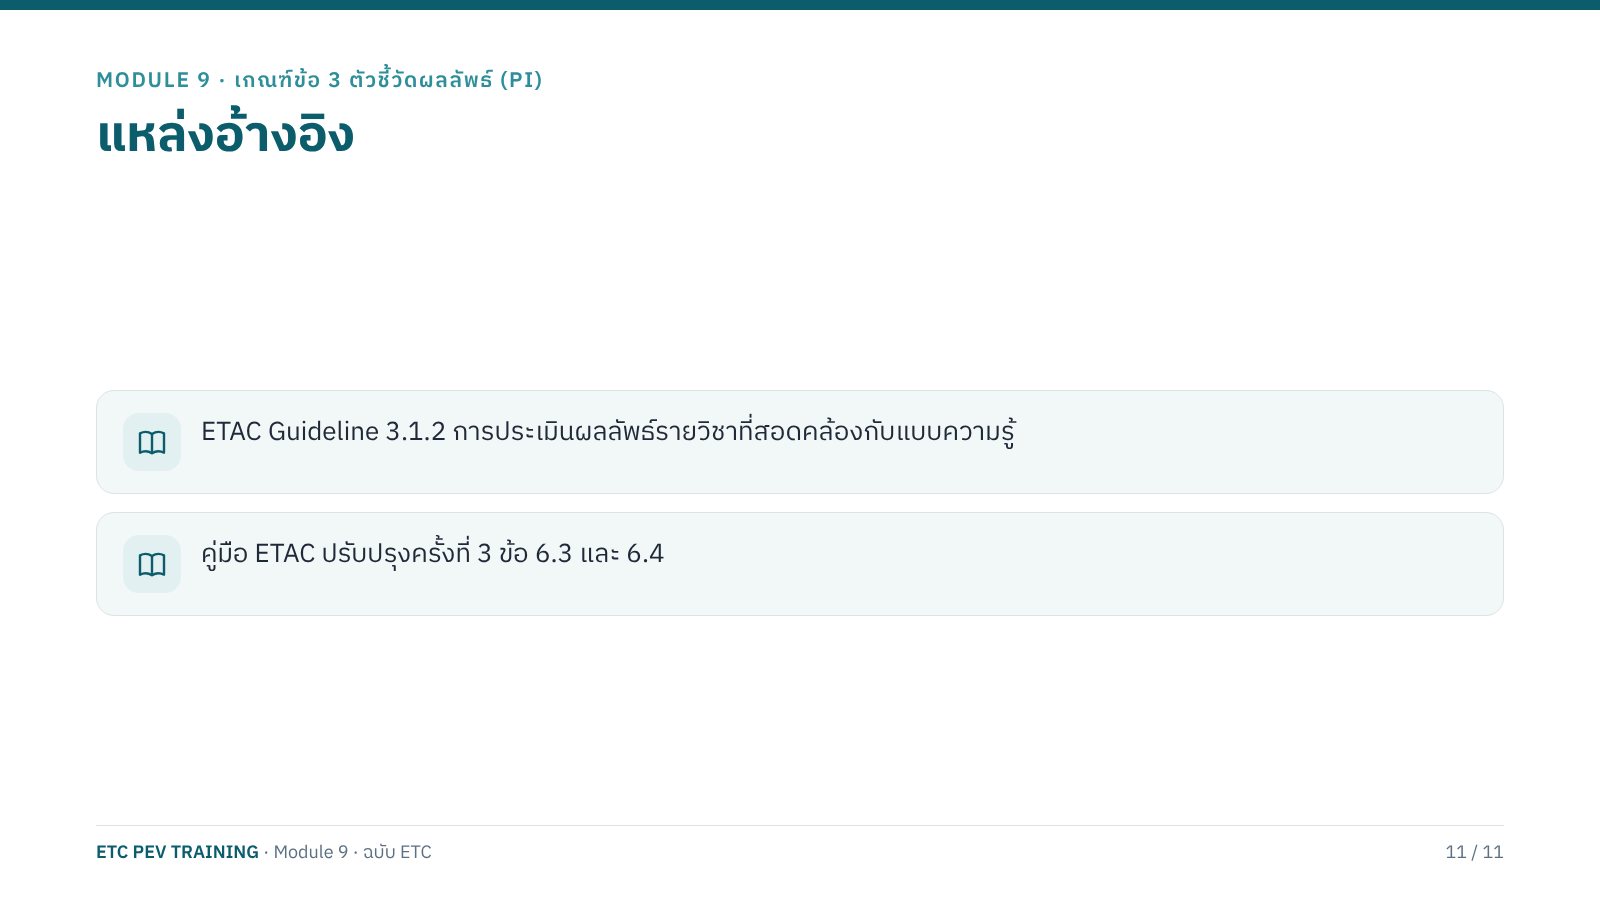 MODULE 9 · เกณฑ์ข้อ 3 ตัวชี้วัดผลลัพธ์ (PI)
แหล่งอ้างอิง
ETAC Guideline 3.1.2 การประเมินผลลัพธ์รายวิชาที่สอดคล้องกับแบบความรู้
คู่มือ ETAC ปรับปรุงครั้งที่ 3 ข้อ 6.3 และ 6.4
ETC PEV TRAINING · Module 9 · ฉบับ ETC
11 / 11